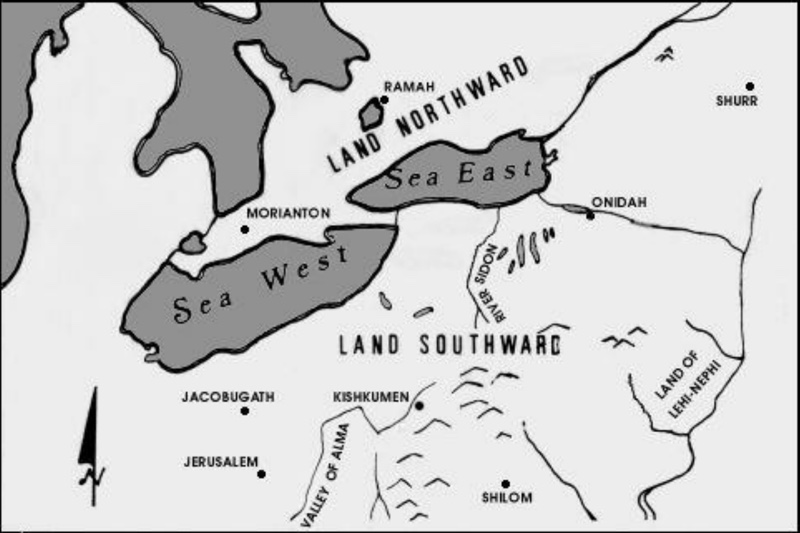 RAMAH
LAND NORTHWARD
SHURR
Sea East
ONIDAH
MORIANTON
Sea West
RIVER SIDON
LAND SOUTHWARD
LAND OF
LEHI-NEPHI
JACOBUGATH
KISHKUMEN
JERUSALEM
VALLEY OF ALMA
SHILOM
N